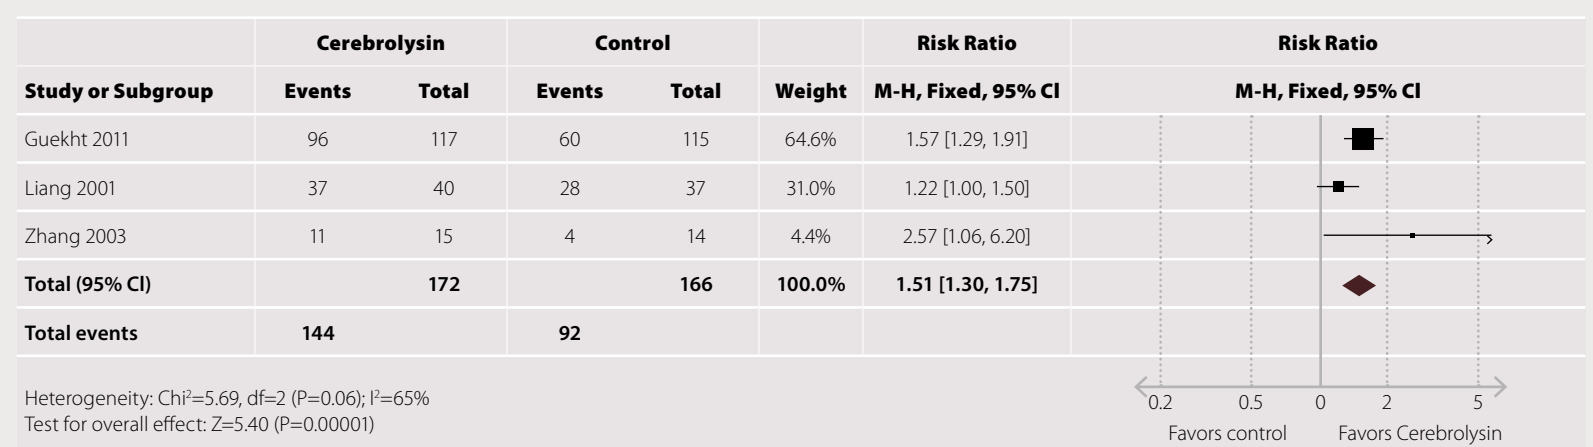 Cerebrolysin Control Risk Ratio Risk Ratio
Study or Subgroup Events Total Events Total Weight M-H, Fixed, 95% Cl M-H, Fixed, 95% Cl
Guekht 2011 96 117 60 115 64.6% 1.57 [1.29, 1.91]
Liang 2001 37 40 28 37 31.0% 1.22 [1.00, 1.50]
Zhang 2003 11 15 4 14 4.4% 2.57 [1.06, 6.20]
Total (95% Cl) 172 166 100.0% 1.51 [1.30, 1.75]
Total events 144 92
Heterogeneity: Chi²=5.69, df=2 (P=0.06); I²=65%
Test for overall effect: Z=5.40 (P=0.00001)
0.2 0.5 0 2 5
Favors control Favors Cerebrolysin